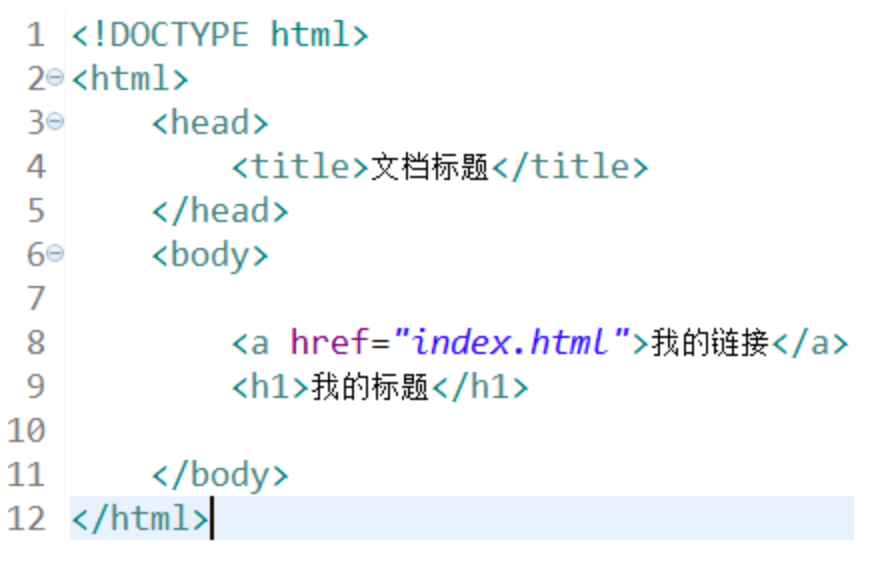 1 <!DOCTYPE html>
2 <html>
3     <head>
4         <title>文档标题</title>
5     </head>
6     <body>
7
8         <a href="index.html">我的链接</a>
9         <h1>我的标题</h1>
10
11     </body>
12 </html>